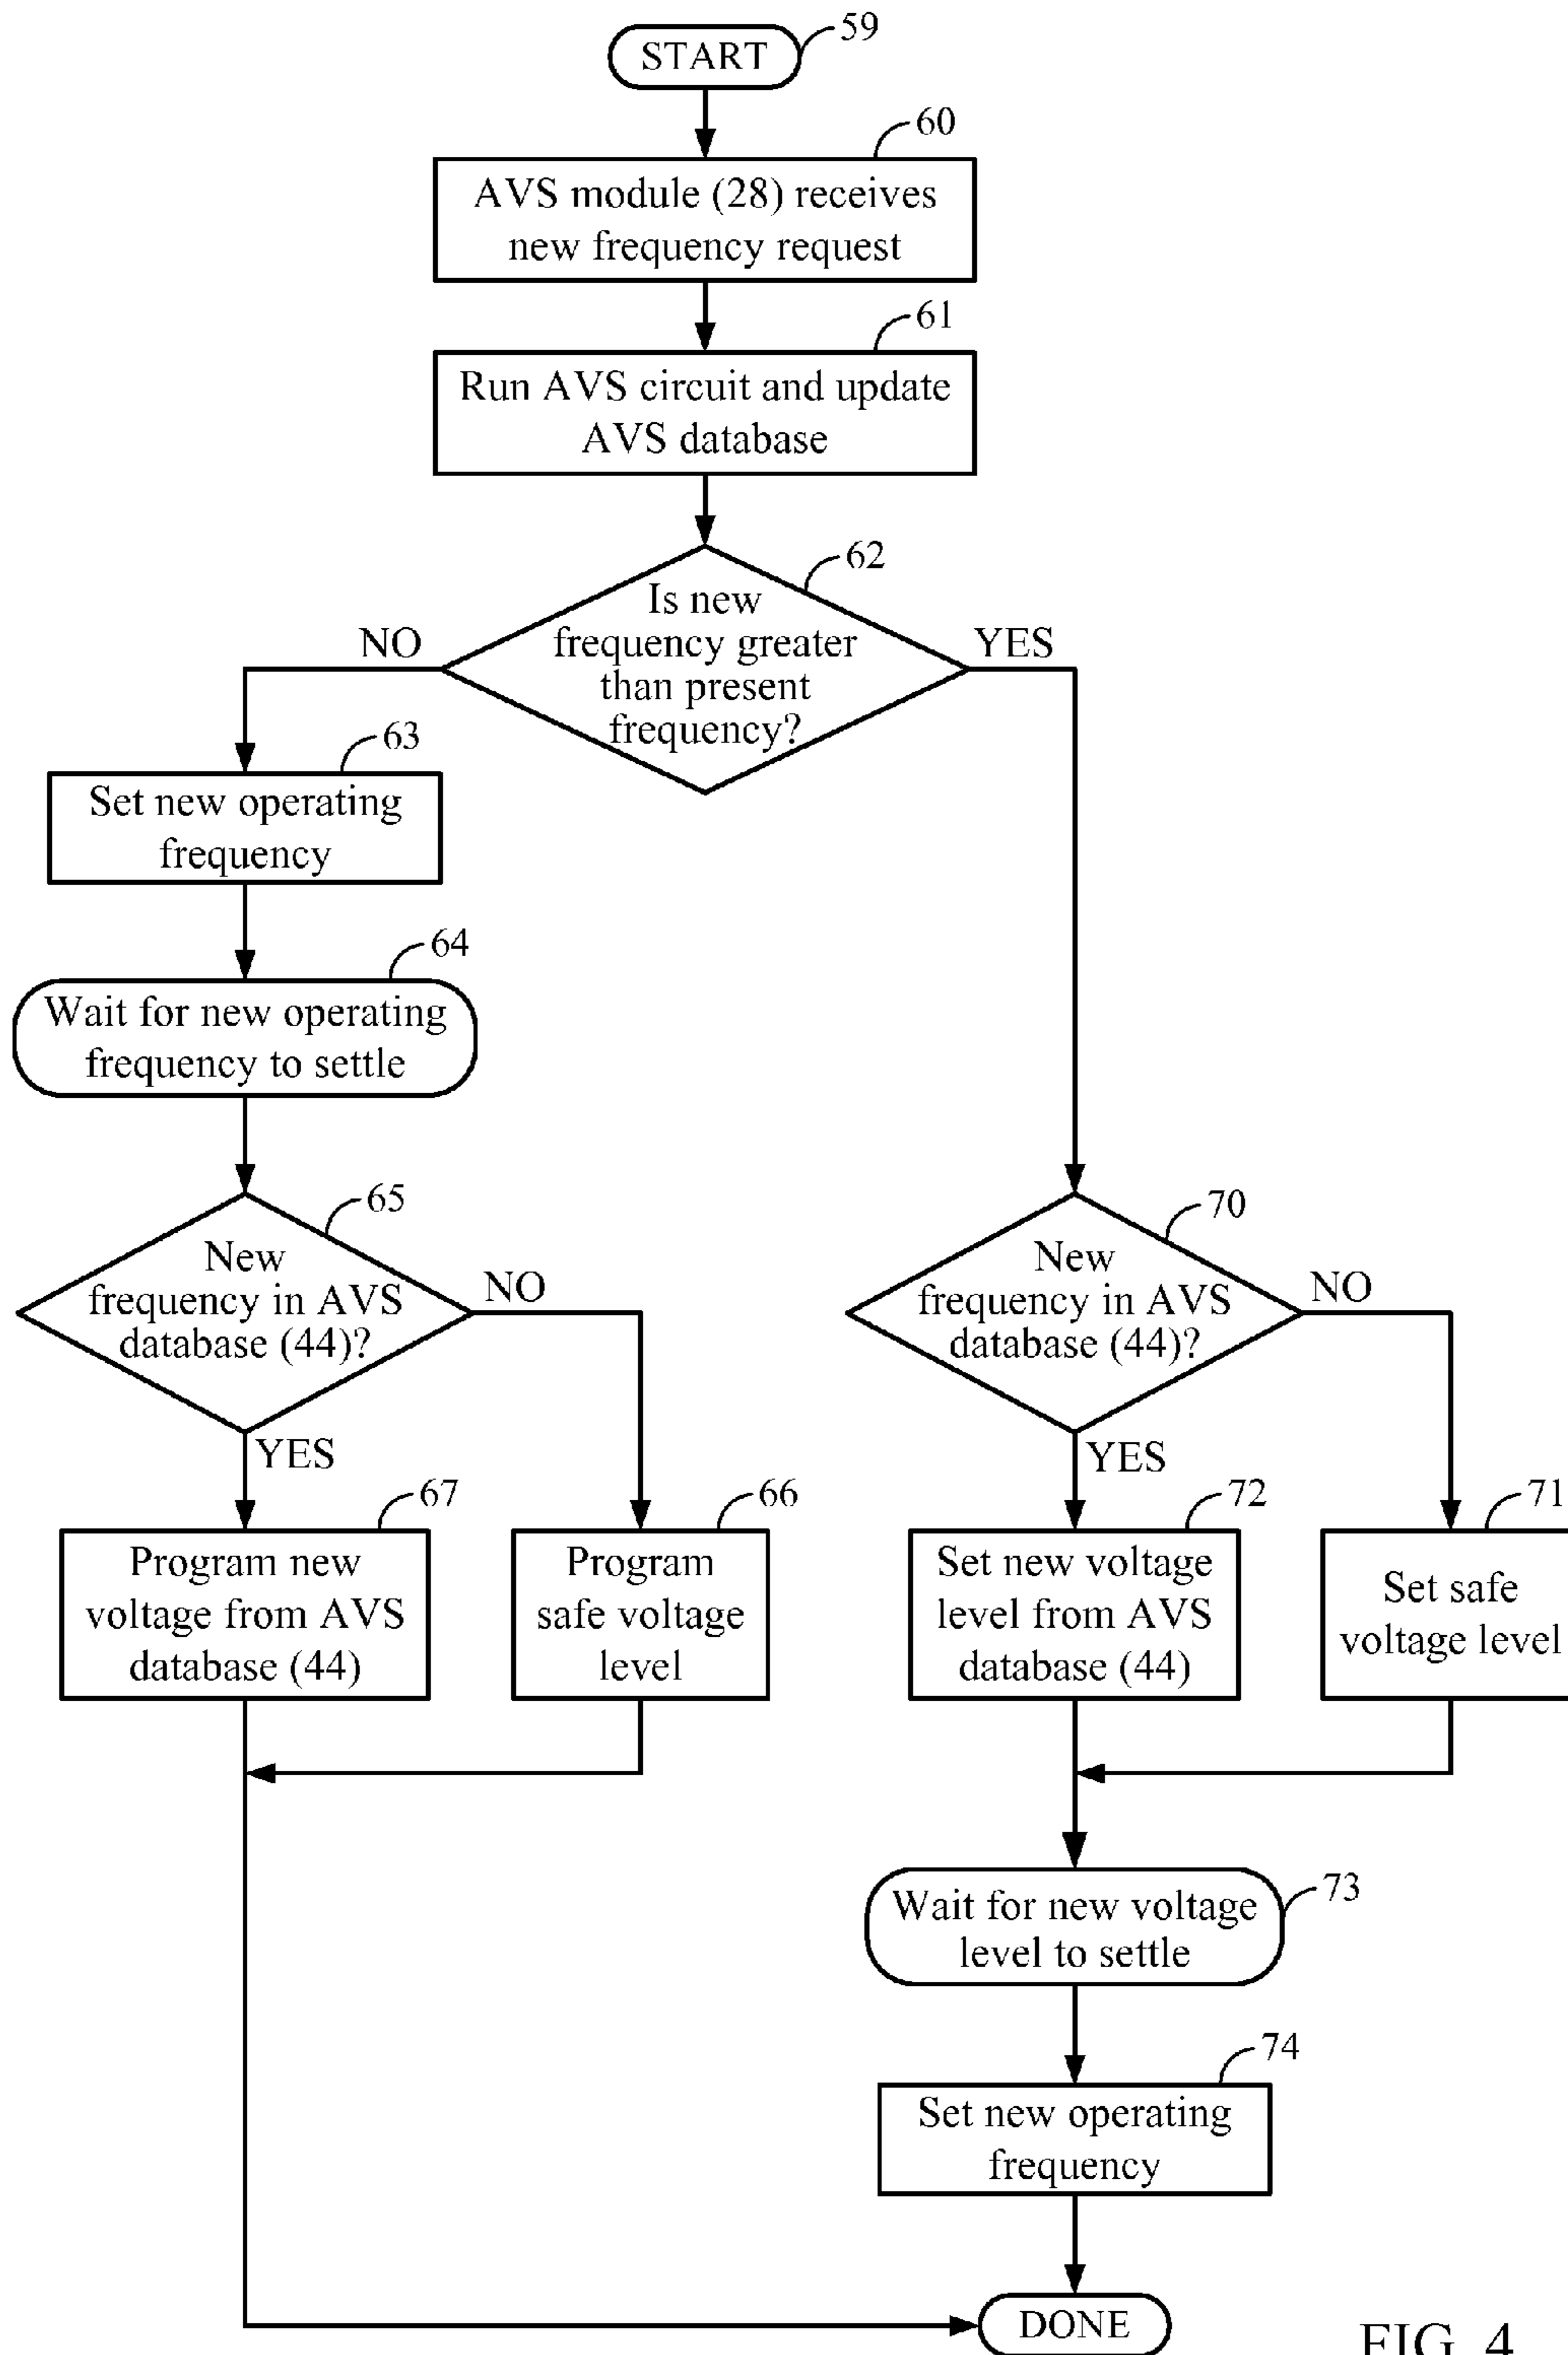 START
59
60
AVS module (28) receives
new frequency request
61
Run AVS circuit and update
AVS database
62
Is new
frequency greater
than present
frequency?
NO
YES
63
Set new operating
frequency
64
Wait for new operating
frequency to settle
65
New
frequency in AVS
database (44)?
NO
YES
70
New
frequency in AVS
database (44)?
NO
YES
67
Program new
voltage from AVS
database (44)
66
Program
safe voltage
level
72
Set new voltage
level from AVS
database (44)
71
Set safe
voltage level
73
Wait for new voltage
level to settle
74
Set new operating
frequency
DONE
FIG. 4